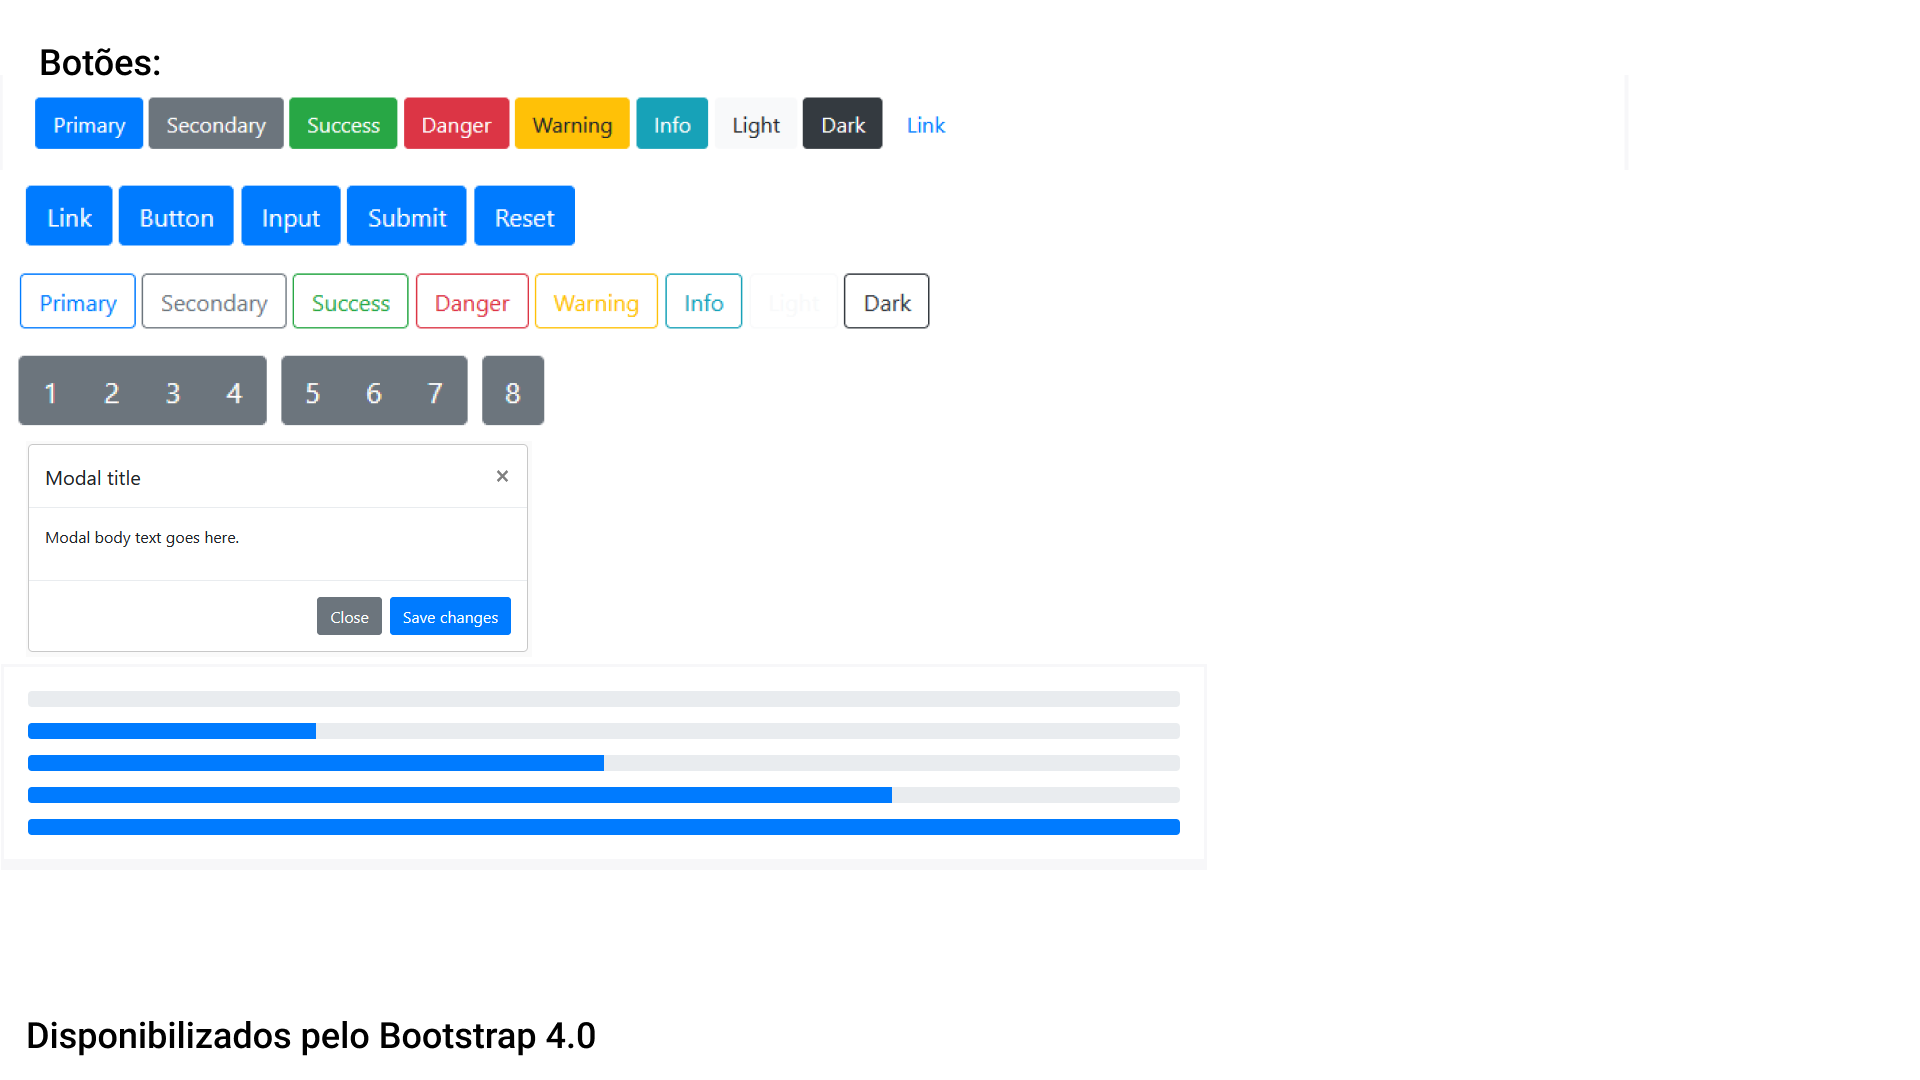 Botões:
Primary Secondary Success Danger Warning Info Light Dark Link
Link Button Input Submit Reset
Primary Secondary Success Danger Warning Info Light Dark
1 2 3 4 5 6 7 8
Modal title ×
Modal body text goes here.
Close Save changes
Disponibilizados pelo Bootstrap 4.0